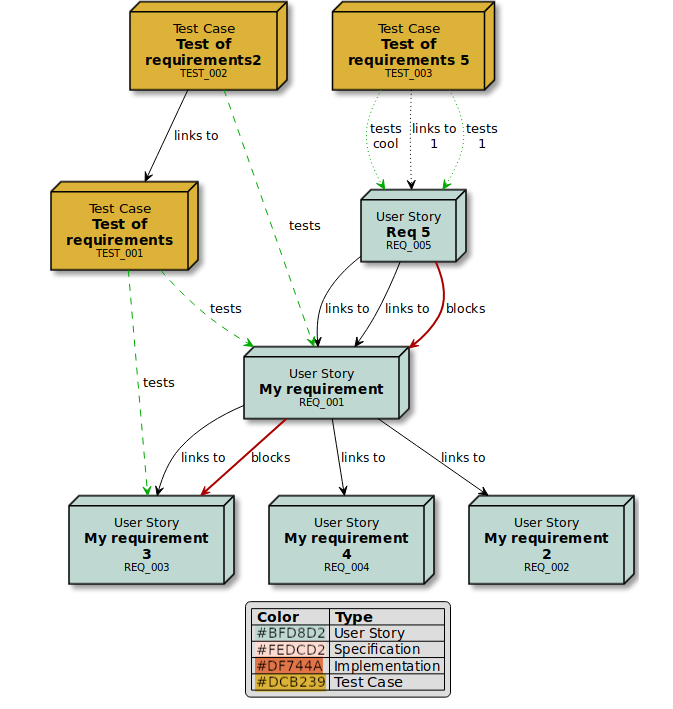 Test Case
Test of
requirements2
TEST_002
Test Case
Test of
requirements 5
TEST_003
links to
tests
cool
links to
1
tests
1
Test Case
Test of
requirements
TEST_001
tests
User Story
Req 5
REQ_005
tests
links to
links to
blocks
tests
User Story
My requirement
REQ_001
links to
blocks
links to
links to
User Story
My requirement
3
REQ_003
User Story
My requirement
4
REQ_004
User Story
My requirement
2
REQ_002
Color Type
#BFD8D2 User Story
#FEDCD2 Specification
#DF744A Implementation
#DCB239 Test Case